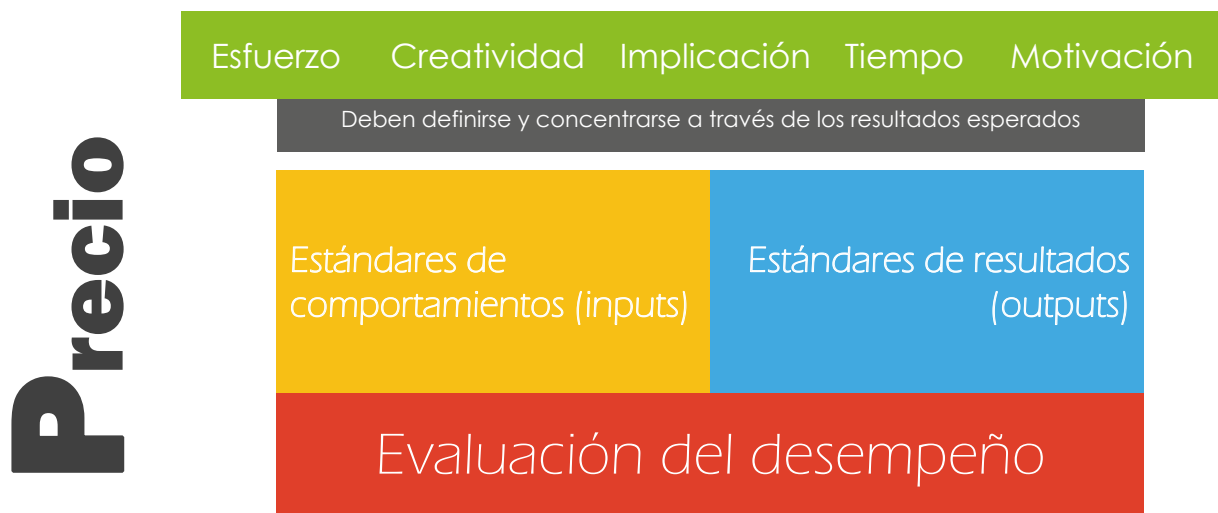 Precio
Esfuerzo Creatividad Implicación Tiempo Motivación
Deben definirse y concentrarse a través de los resultados esperados
Estándares de
comportamientos (inputs)
Estándares de resultados
(outputs)
Evaluación del desempeño